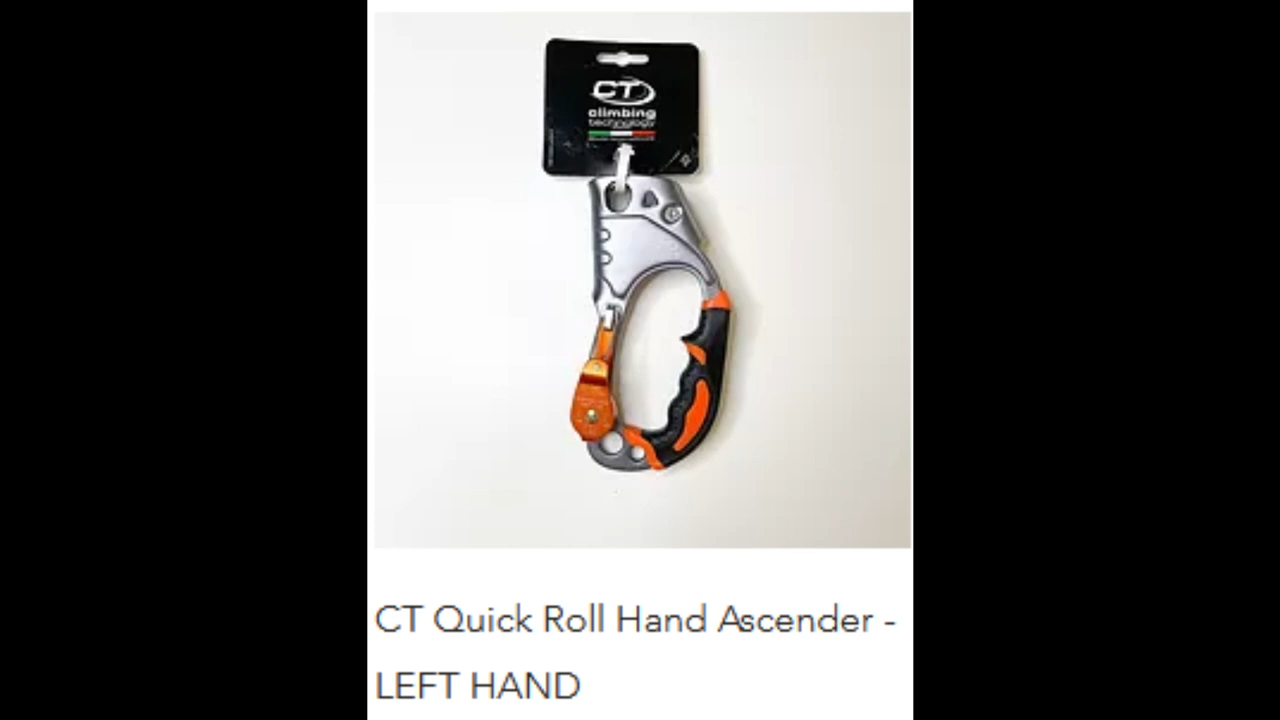 CT
climbing
technology
CT Quick Roll Hand Ascender -
LEFT HAND